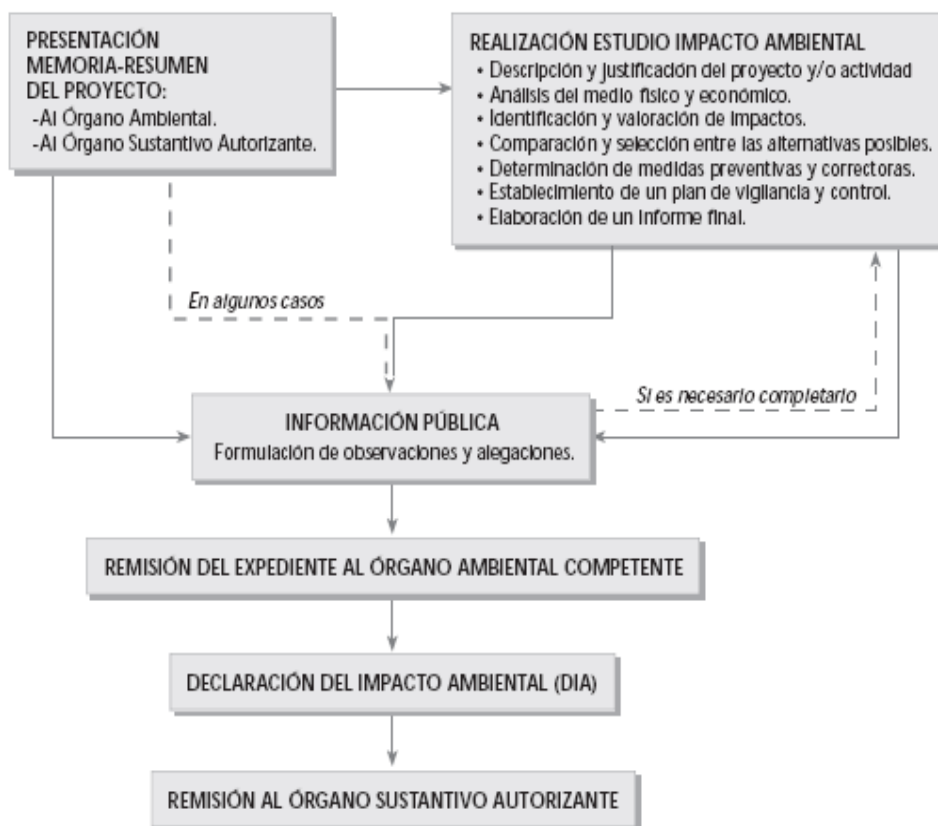 PRESENTACIÓN
MEMORIA-RESUMEN
DEL PROYECTO:
-Al Órgano Ambiental.
-Al Órgano Sustantivo Autorizante.
REALIZACIÓN ESTUDIO IMPACTO AMBIENTAL
• Descripción y justificación del proyecto y/o actividad
• Análisis del medio físico y económico.
• Identificación y valoración de impactos.
• Comparación y selección entre las alternativas posibles.
• Determinación de medidas preventivas y correctoras.
• Establecimiento de un plan de vigilancia y control.
• Elaboración de un informe final.
En algunos casos
Si es necesario completarlo
INFORMACIÓN PÚBLICA
Formulación de observaciones y alegaciones.
REMISIÓN DEL EXPEDIENTE AL ÓRGANO AMBIENTAL COMPETENTE
DECLARACIÓN DEL IMPACTO AMBIENTAL (DIA)
REMISIÓN AL ÓRGANO SUSTANTIVO AUTORIZANTE